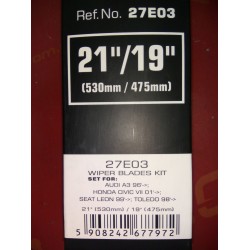 Ref.No. 27E03
21"/19"
(530mm / 475mm)
27E03
WIPER BLADES KIT
SET FOR:
AUDI A3 96'->;
HONDA CIVIC VII 01'->;
SEAT LEON 99'->; TOLEDO 98'->
21" (530mm) / 19" (475mm)
5 908242 677972